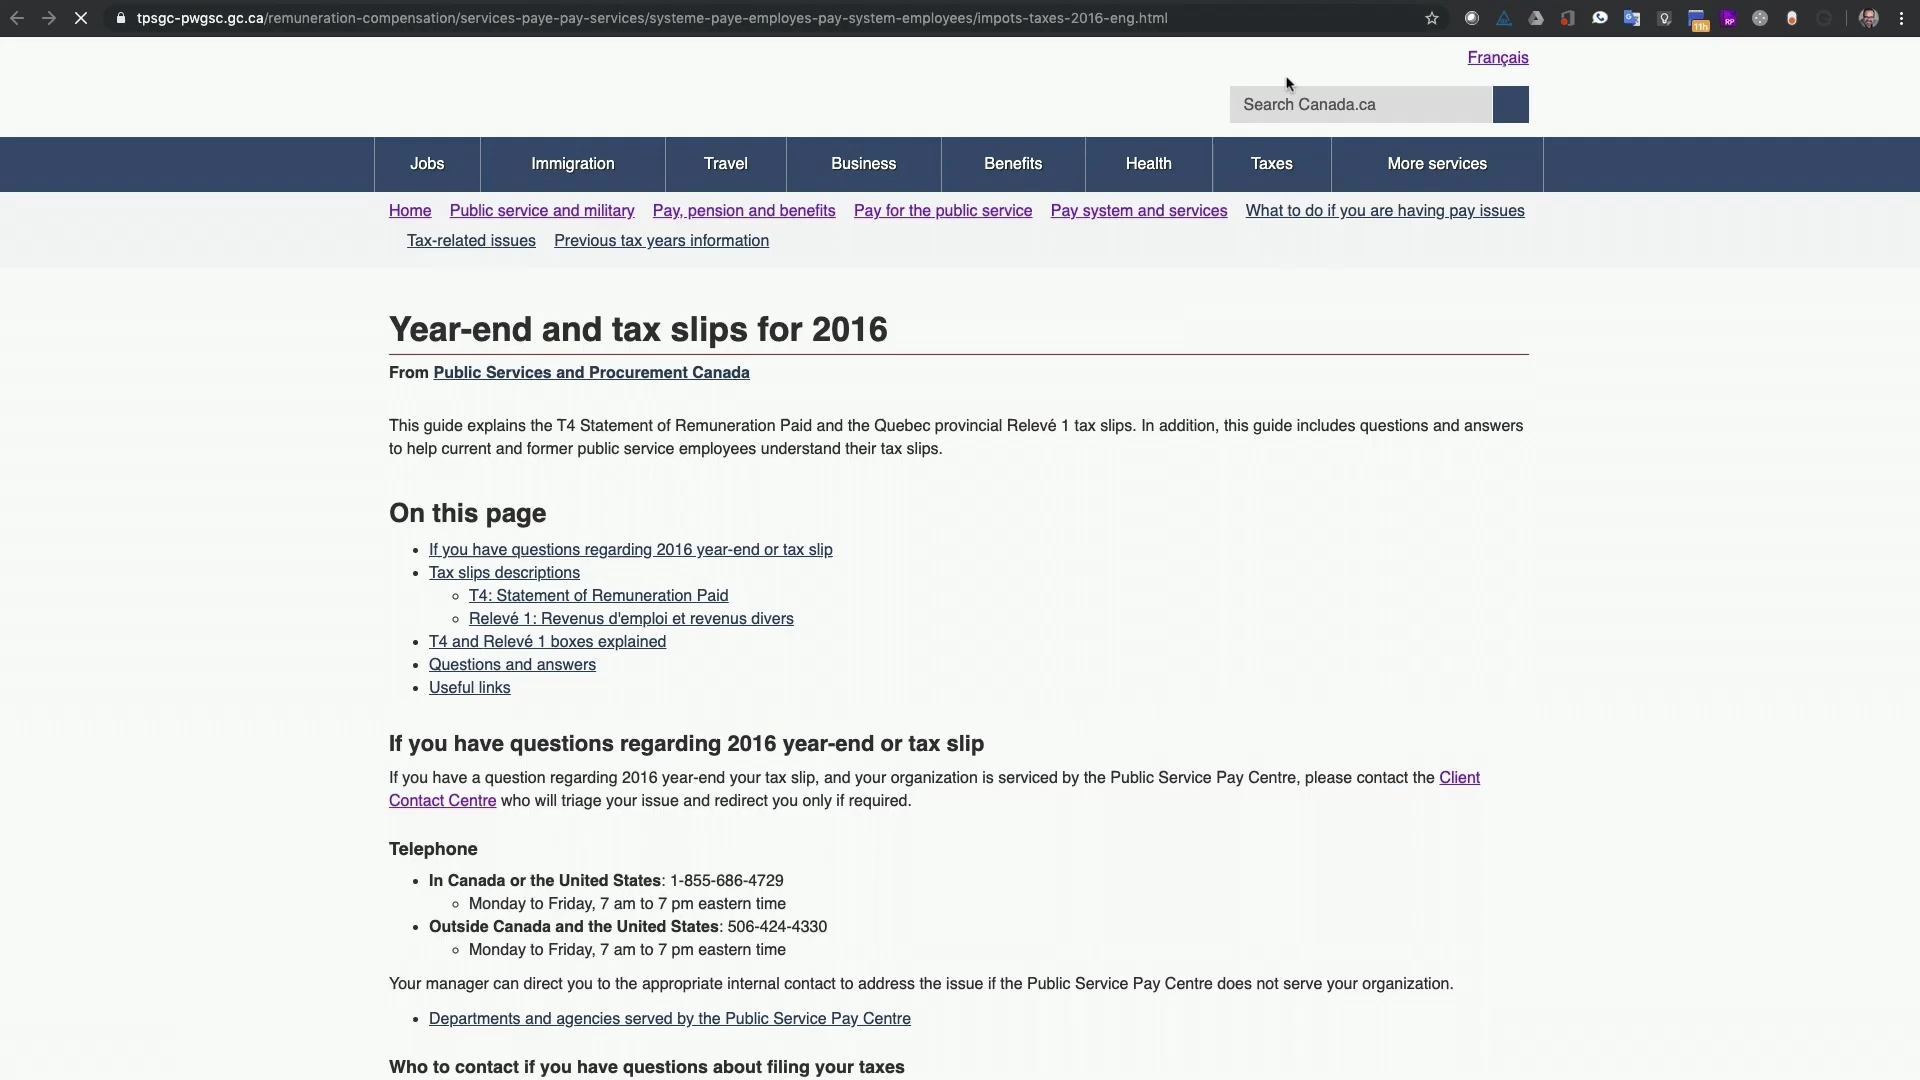 tpsgc-pwgsc.gc.ca/remuneration-compensation/services-paye-pay-services/systeme-paye-employes-pay-system-employees/impots-taxes-2016-eng.html
11h
RP
Français
Search Canada.ca
Jobs Immigration Travel Business Benefits Health Taxes More services
Home Public service and military Pay, pension and benefits Pay for the public service Pay system and services What to do if you are having pay issues
Tax-related issues Previous tax years information
Year-end and tax slips for 2016
From Public Services and Procurement Canada
This guide explains the T4 Statement of Remuneration Paid and the Quebec provincial Relevé 1 tax slips. In addition, this guide includes questions and answers
to help current and former public service employees understand their tax slips.
On this page
If you have questions regarding 2016 year-end or tax slip
Tax slips descriptions
T4: Statement of Remuneration Paid
Relevé 1: Revenus d'emploi et revenus divers
T4 and Relevé 1 boxes explained
Questions and answers
Useful links
If you have questions regarding 2016 year-end or tax slip
If you have a question regarding 2016 year-end your tax slip, and your organization is serviced by the Public Service Pay Centre, please contact the Client
Contact Centre who will triage your issue and redirect you only if required.
Telephone
In Canada or the United States: 1-855-686-4729
Monday to Friday, 7 am to 7 pm eastern time
Outside Canada and the United States: 506-424-4330
Monday to Friday, 7 am to 7 pm eastern time
Your manager can direct you to the appropriate internal contact to address the issue if the Public Service Pay Centre does not serve your organization.
Departments and agencies served by the Public Service Pay Centre
Who to contact if you have questions about filing your taxes